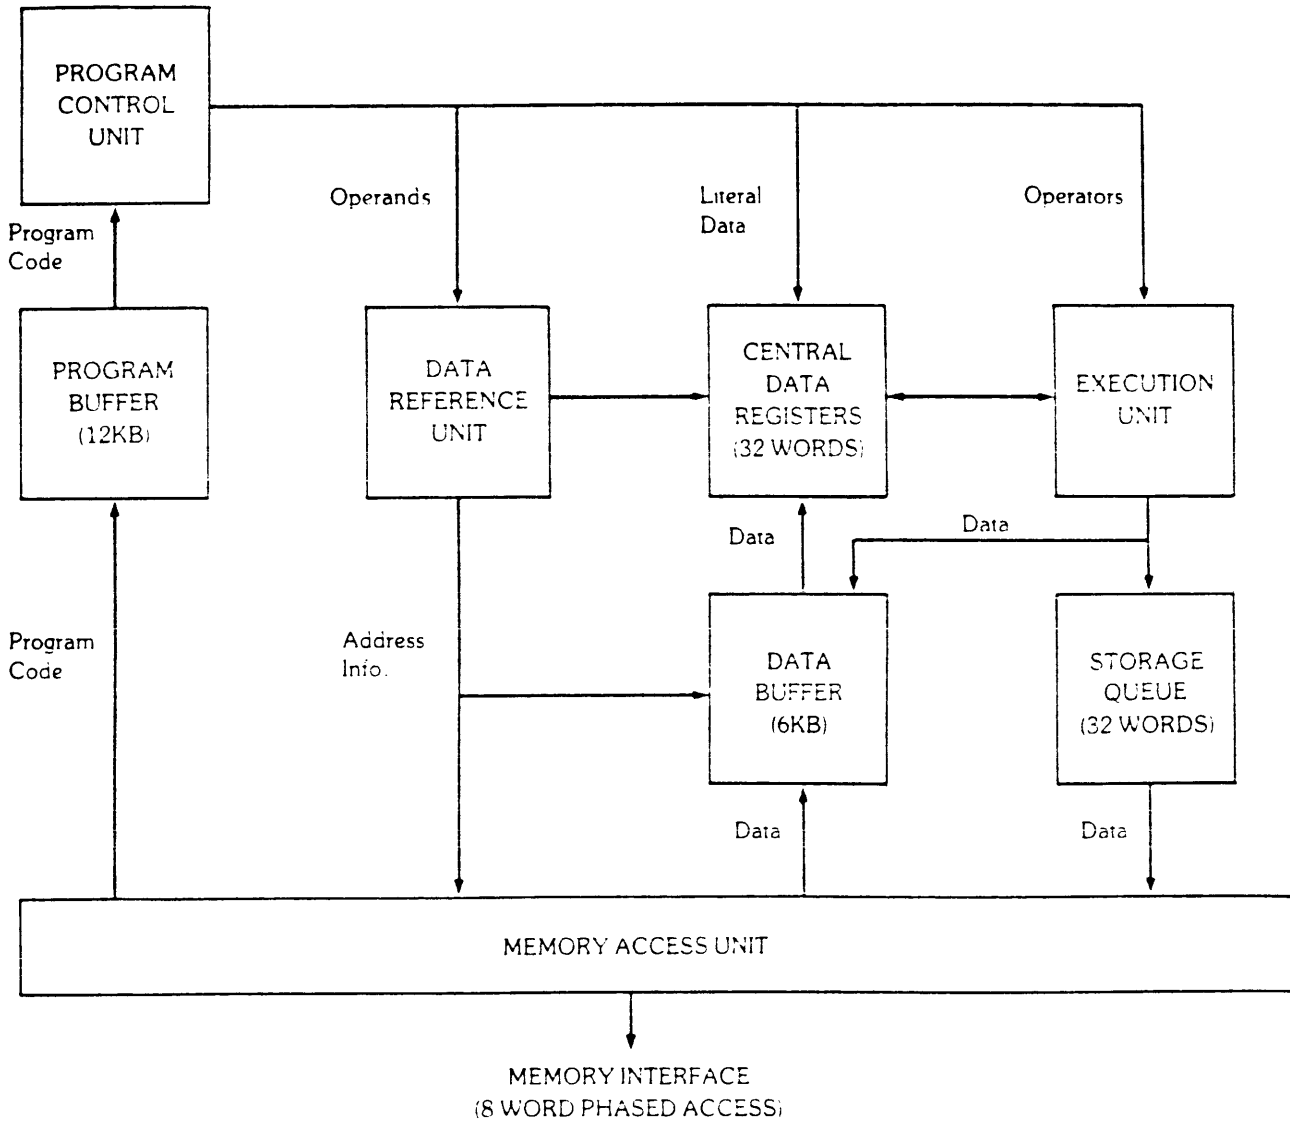 PROGRAM
CONTROL
UNIT
Operands
Literal
Data
Operators
Program
Code
PROGRAM
BUFFER
(12KB)
DATA
REFERENCE
UNIT
CENTRAL
DATA
REGISTERS
(32 WORDS)
EXECUTION
UNIT
Data
Data
Program
Code
Address
Info.
DATA
BUFFER
(6KB)
STORAGE
QUEUE
(32 WORDS)
Data
Data
MEMORY ACCESS UNIT
MEMORY INTERFACE
(8 WORD PHASED ACCESS)